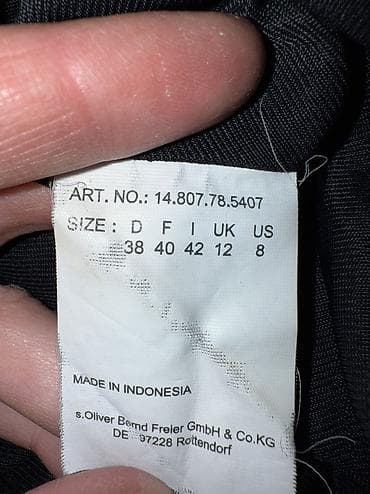 ART. NO.: 14.807.78.5407
SIZE : D F I UK US
38 40 42 12 8
MADE IN INDONESIA
s.Oliver Bernd Freier GmbH & Co.KG
DE 97228 Rottendorf